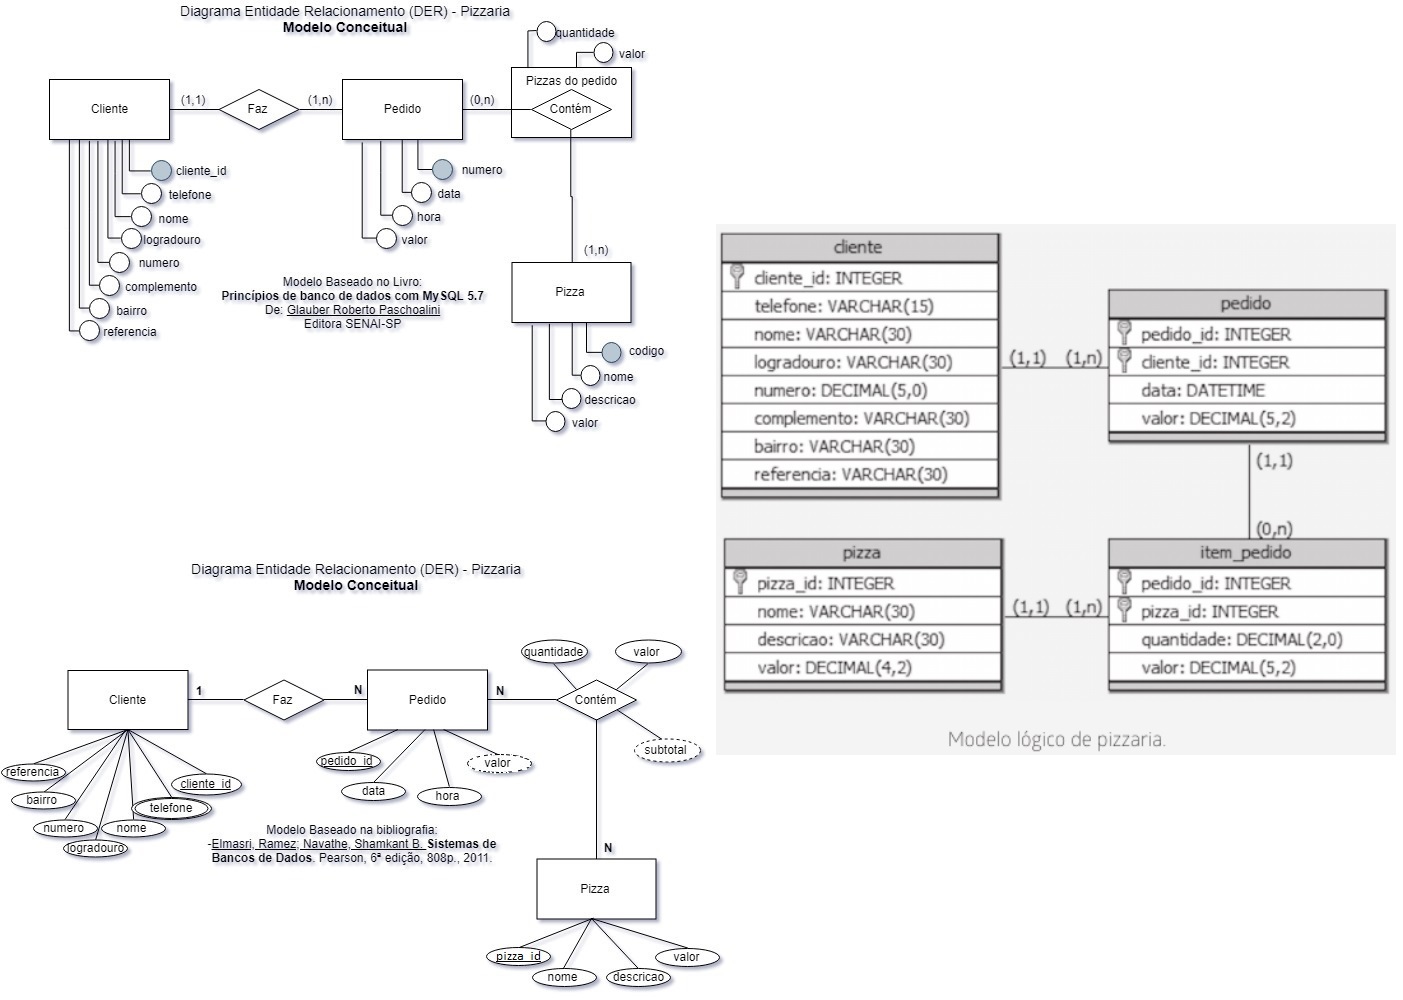 Diagrama Entidade Relacionamento (DER) - Pizzaria
Modelo Conceitual
quantidade
valor
Pizzas do pedido
Cliente
(1,1)
Faz
(1,n)
Pedido
(0,n)
Contém
cliente_id
telefone
nome
logradouro
numero
complemento
bairro
referencia
numero
data
hora
valor
(1,n)
Pizza
codigo
nome
descricao
valor
Modelo Baseado no Livro:
Princípios de banco de dados com MySQL 5.7
De: Glauber Roberto Paschoalini
Editora SENAI-SP
cliente
cliente_id: INTEGER
telefone: VARCHAR(15)
nome: VARCHAR(30)
logradouro: VARCHAR(30)
numero: DECIMAL(5,0)
complemento: VARCHAR(30)
bairro: VARCHAR(30)
referencia: VARCHAR(30)
(1,1)
(1,n)
pedido
pedido_id: INTEGER
cliente_id: INTEGER
data: DATETIME
valor: DECIMAL(5,2)
(1,1)
(0,n)
pizza
pizza_id: INTEGER
nome: VARCHAR(30)
descricao: VARCHAR(30)
valor: DECIMAL(4,2)
(1,1)
(1,n)
item_pedido
pedido_id: INTEGER
pizza_id: INTEGER
quantidade: DECIMAL(2,0)
valor: DECIMAL(5,2)
Modelo lógico de pizzaria.
Diagrama Entidade Relacionamento (DER) - Pizzaria
Modelo Conceitual
quantidade
valor
Cliente
1
Faz
N
Pedido
N
Contém
subtotal
referencia
bairro
numero
logradouro
nome
telefone
cliente_id
pedido_id
data
hora
valor
Modelo Baseado na bibliografia:
-Elmasri, Ramez; Navathe, Shamkant B. Sistemas de
Bancos de Dados. Pearson, 6ª edição, 808p., 2011.
N
Pizza
pizza_id
nome
descricao
valor